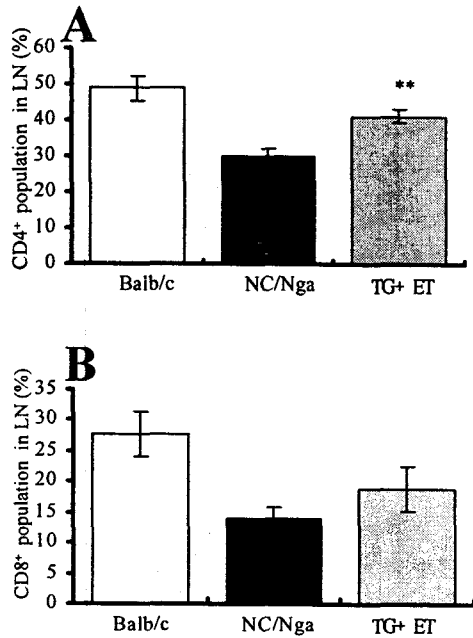 A
CD4+ population in LN (%)
60
50
40
30
20
10
0
**
Balb/c NC/Nga TG+ ET
B
CD8+ population in LN (%)
35
30
25
20
15
10
5
0
Balb/c NC/Nga TG+ ET